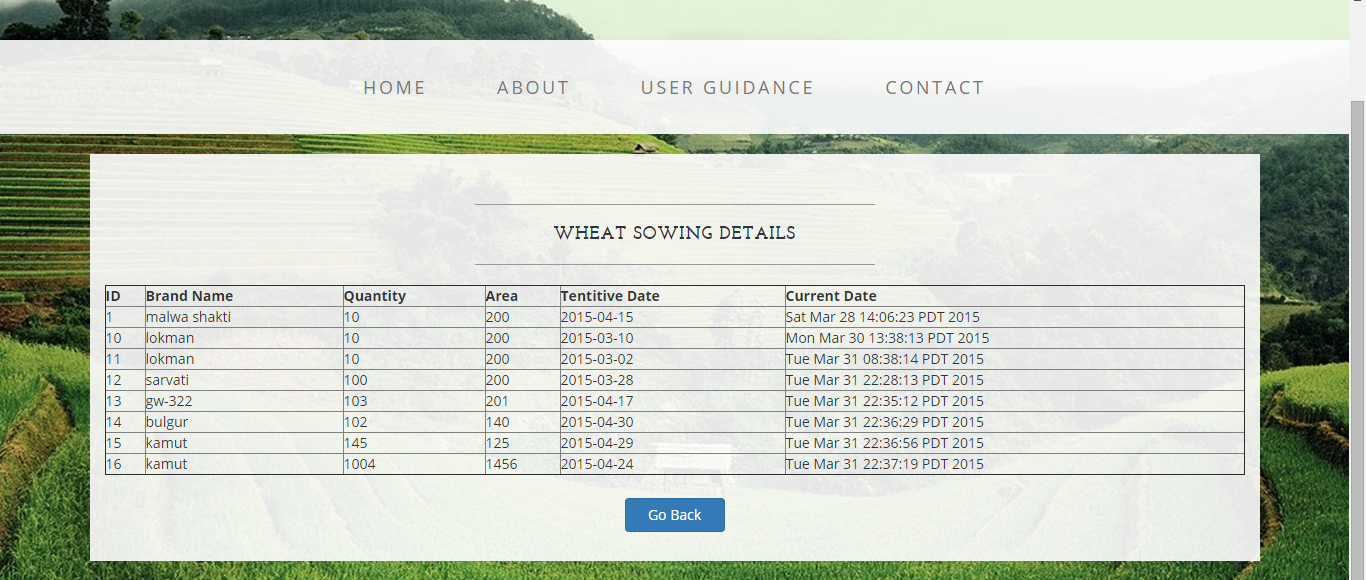 HOME ABOUT USER GUIDANCE CONTACT
WHEAT SOWING DETAILS
ID Brand Name Quantity Area Tentitive Date Current Date
1 malwa shakti 10 200 2015-04-15 Sat Mar 28 14:06:23 PDT 2015
10 lokman 10 200 2015-03-10 Mon Mar 30 13:38:13 PDT 2015
11 lokman 10 200 2015-03-02 Tue Mar 31 08:38:14 PDT 2015
12 sarvati 100 200 2015-03-28 Tue Mar 31 22:28:13 PDT 2015
13 gw-322 103 201 2015-04-17 Tue Mar 31 22:35:12 PDT 2015
14 bulgur 102 140 2015-04-30 Tue Mar 31 22:36:29 PDT 2015
15 kamut 145 125 2015-04-29 Tue Mar 31 22:36:56 PDT 2015
16 kamut 1004 1456 2015-04-24 Tue Mar 31 22:37:19 PDT 2015
Go Back